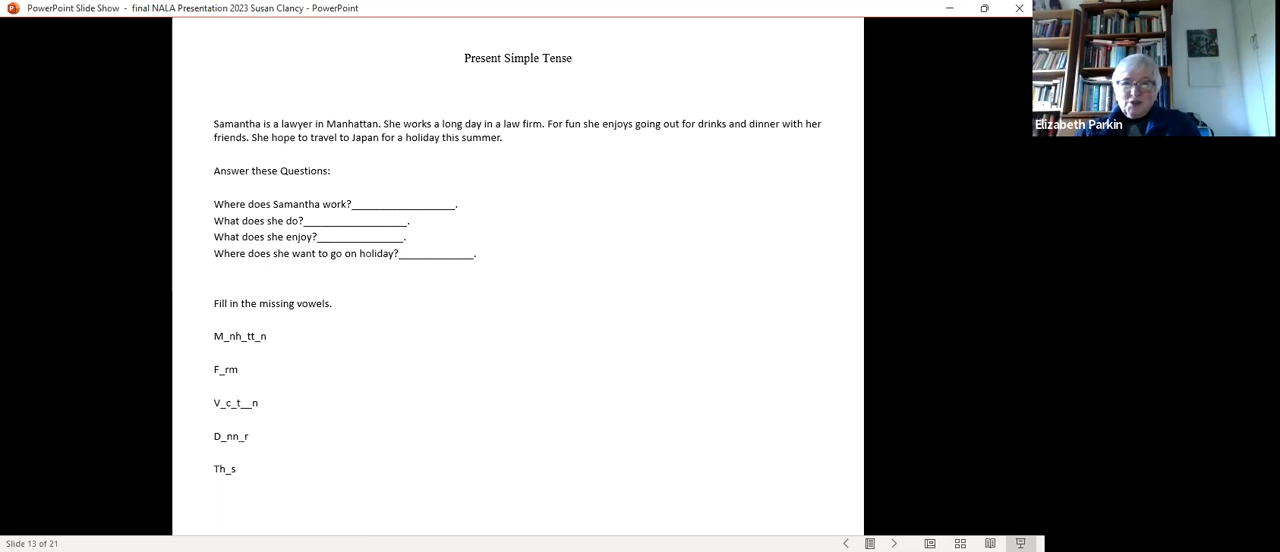 PowerPoint Slide Show - final NALA Presentation 2023 Susan Clancy - PowerPoint
Elizabeth Parkin
Present Simple Tense
Samantha is a lawyer in Manhattan. She works a long day in a law firm. For fun she enjoys going out for drinks and dinner with her
friends. She hope to travel to Japan for a holiday this summer.
Answer these Questions:
Where does Samantha work?___________________.
What does she do?___________________.
What does she enjoy?________________.
Where does she want to go on holiday?______________.
Fill in the missing vowels.
M_nh_tt_n
F_rm
V_c_t__n
D_nn_r
Th_s
Slide 13 of 21